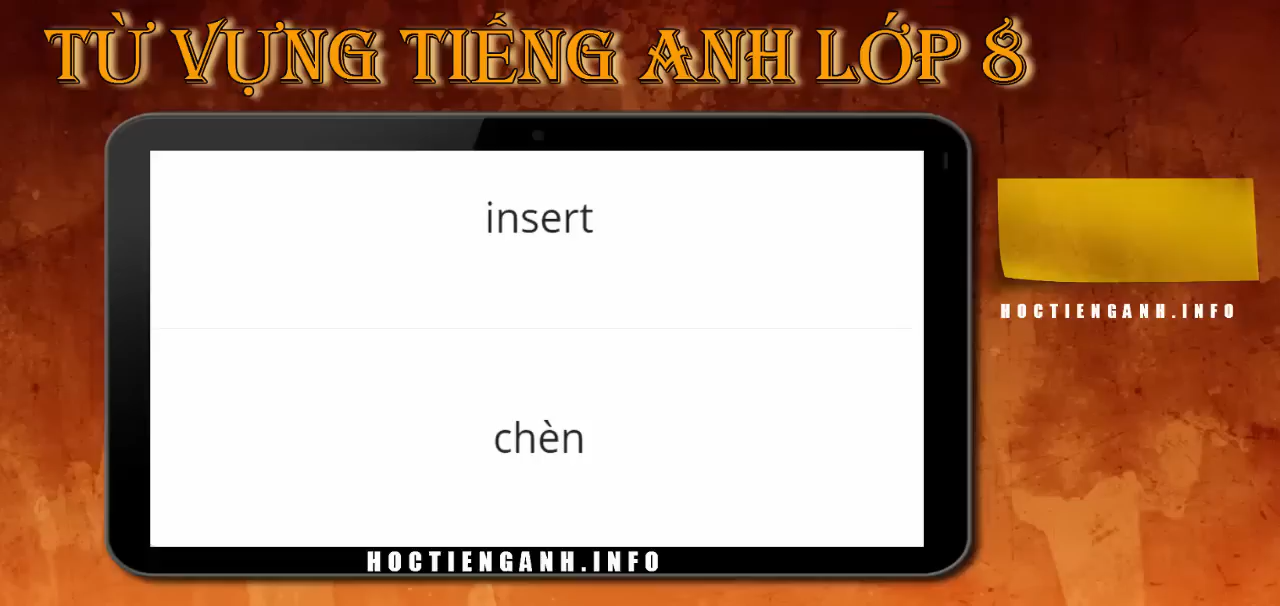 TỪ VỰNG TIẾNG ANH LỚP 8
insert
HOCTIENGANH.INFO
chèn
HOCTIENGANH.INFO